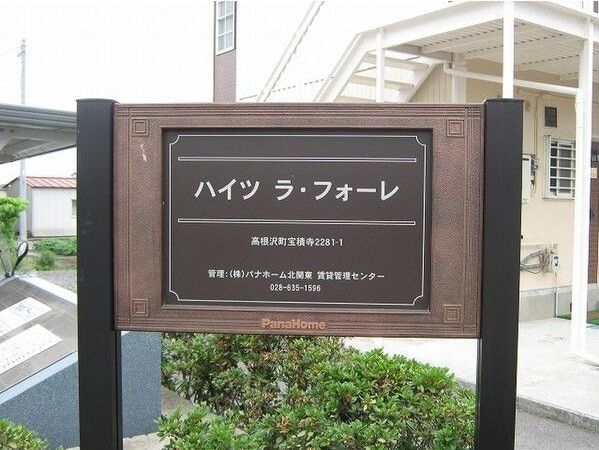 ハイツ ラ・フォーレ
高根沢町宝積寺2281-1
管理:(株)パナホーム北関東 賃貸管理センター
028-635-1596
PanaHome